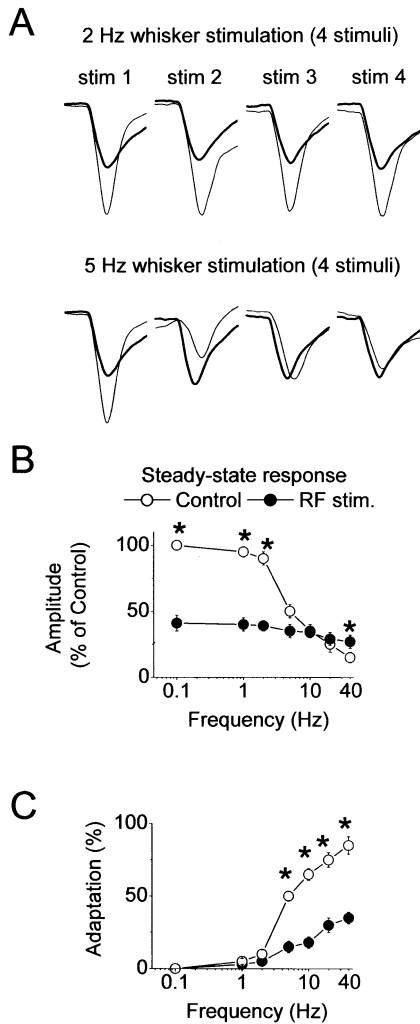 A
2 Hz whisker stimulation (4 stimuli)
stim 1 stim 2 stim 3 stim 4
5 Hz whisker stimulation (4 stimuli)
B
Steady-state response
Control RF stim.
* * * *
100
50
0
Amplitude
(% of Control)
0.1 1 10 40
Frequency (Hz)
C
* * * *
100
50
0
Adaptation (%)
0.1 1 10 40
Frequency (Hz)